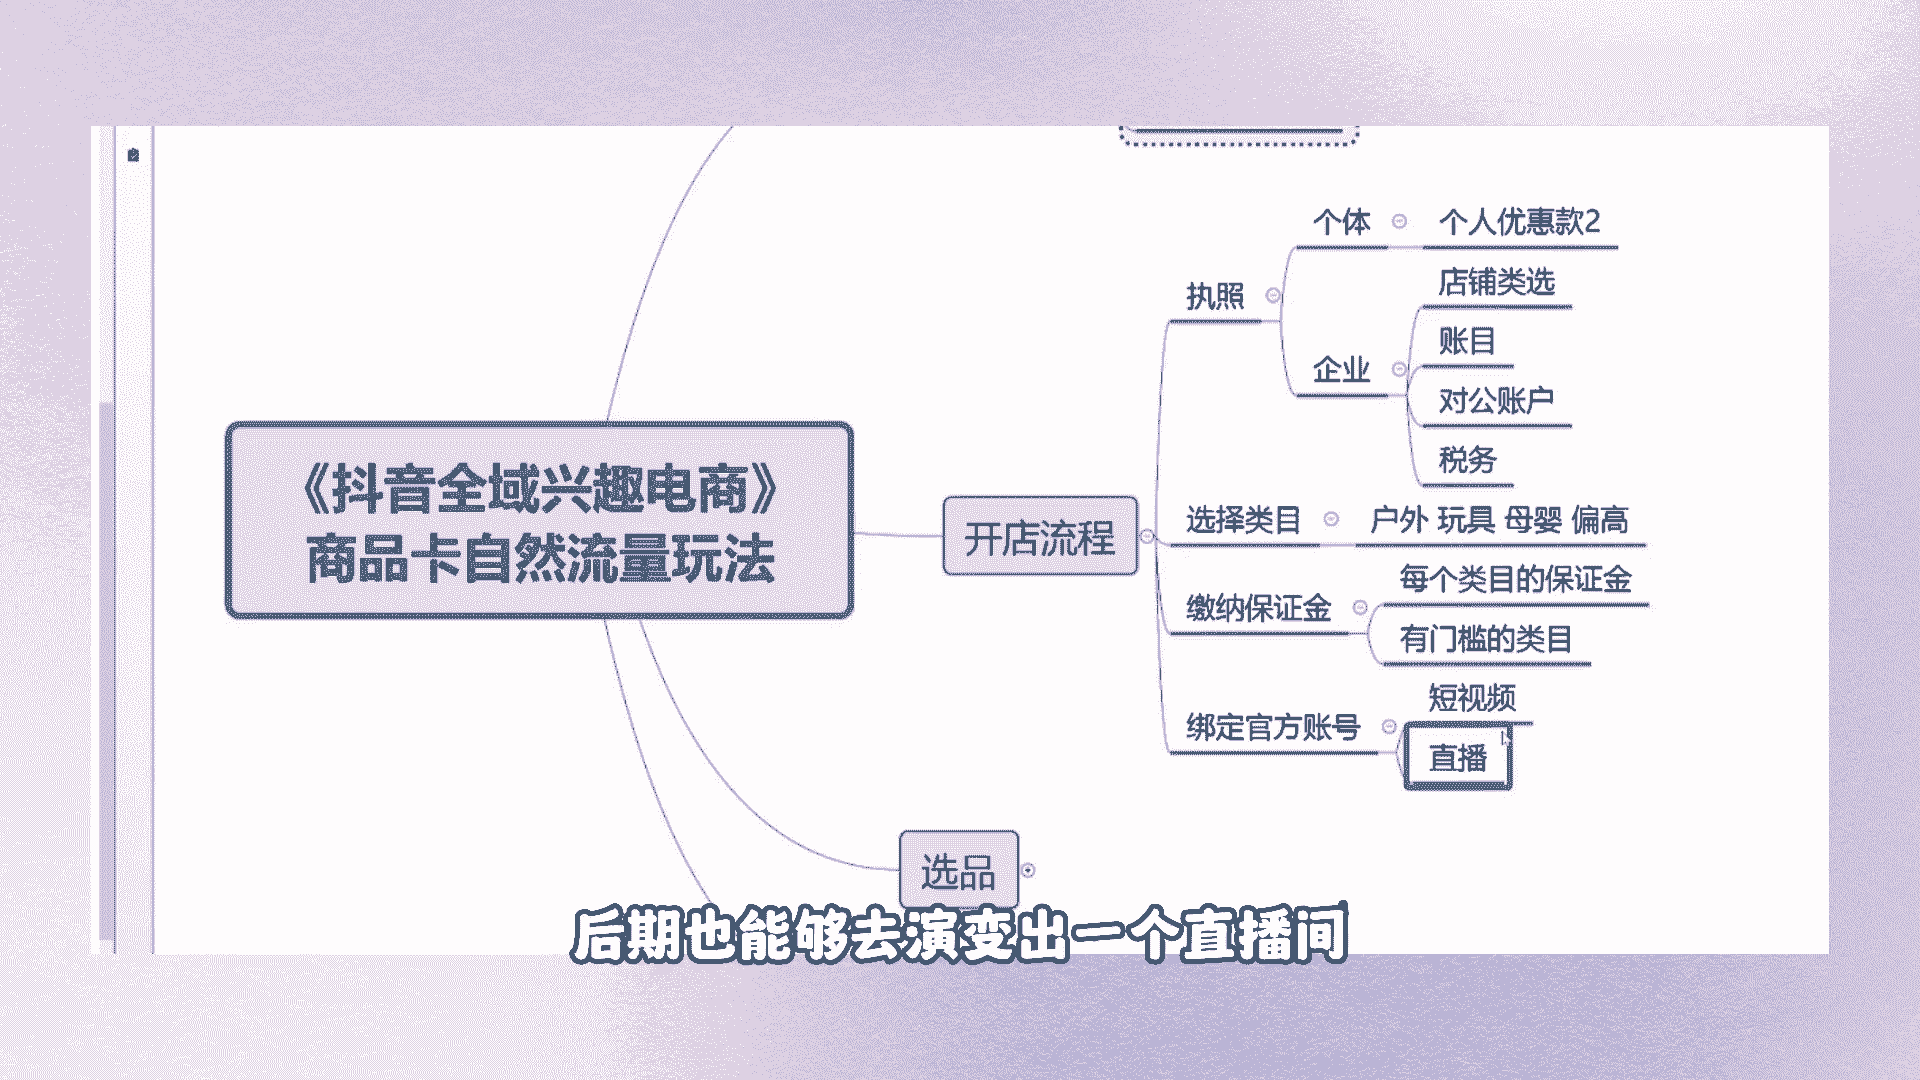 《抖音全域兴趣电商》
商品卡自然流量玩法
开店流程
执照
个体
个人优惠款2
企业
店铺类选
账目
对公账户
税务
选择类目
户外 玩具 母婴 偏高
缴纳保证金
每个类目的保证金
有门槛的类目
绑定官方账号
短视频
直播
选品
后期也能够去演变出一个直播间